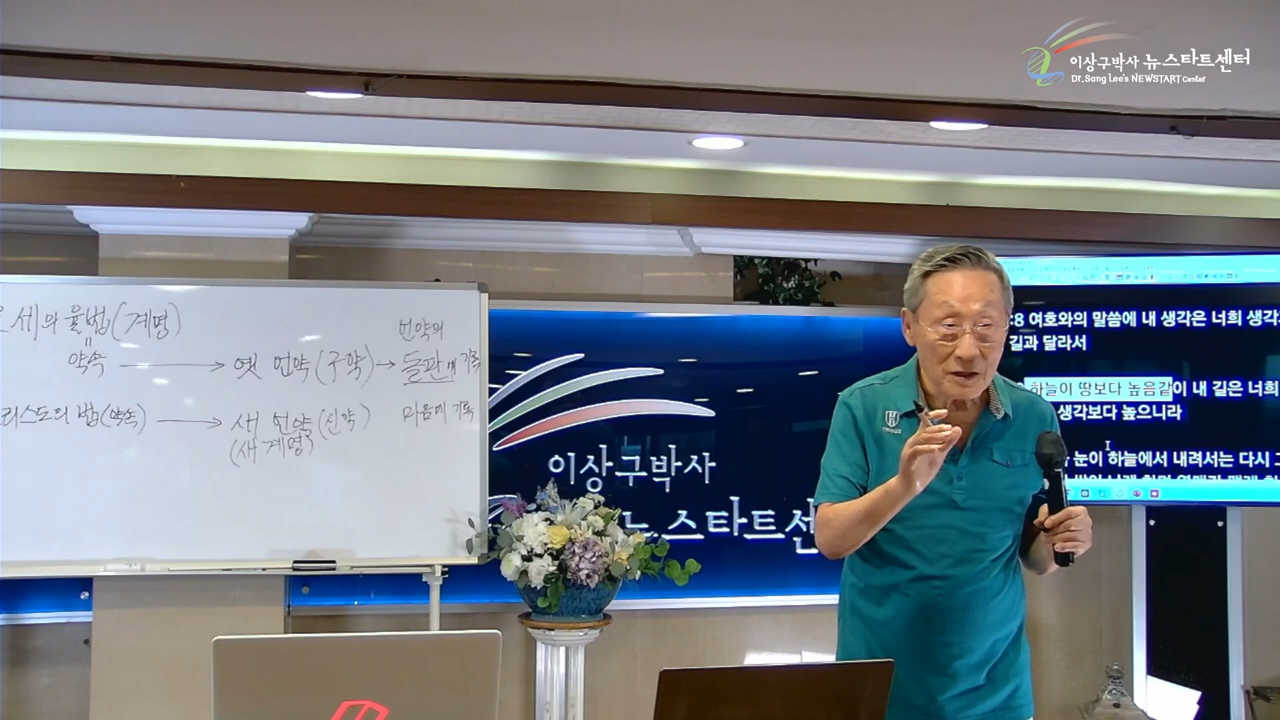 이상구박사 뉴스타트센터
Dr. Sang Lee's NEWSTART Center
세의 율법(계명)
=
약속 → 옛 언약(구약) → 언약의 돌판에 기록
리스도의 법(약속) → 새 언약(신약) 마음에 기록
(새 계명)
이상구박사
뉴스타트센
:8 여호와의 말씀에 내 생각은 너희 생각
길과 달라서
하늘이 땅보다 높음같이 내 길은 너희
생각보다 높으니라
눈이 하늘에서 내려서는 다시